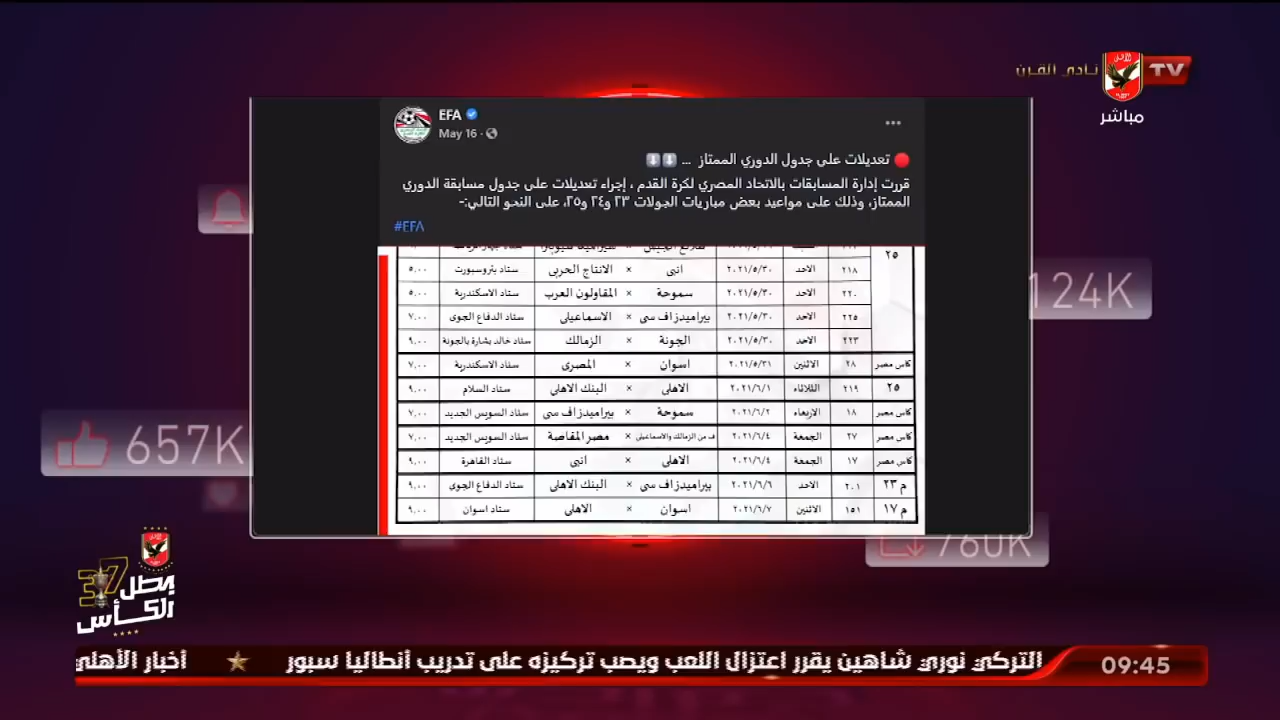 نادي القرن
TV
مباشر
EFA
May 16
تعديلات على جدول الدوري الممتاز ...
قررت إدارة المسابقات بالاتحاد المصري لكرة القدم ، إجراء تعديلات على جدول مسابقة الدوري
الممتاز، وذلك على مواعيد بعض مباريات الجولات ٢٣ و٢٤ و٢٥، على النحو التالي:-
#EFA
٢٥
٢١٨ الاحد ٢٠٢١/٥/٣٠ انبى × الانتاج الحربى ستاد بتروسبورت ٥,٠٠
٢٢٠ الاحد ٢٠٢١/٥/٣٠ سموحة × المقاولون العرب ستاد الاسكندرية ٥,٠٠
٢٢٥ الاحد ٢٠٢١/٥/٣٠ بيراميدز اف سى × الاسماعيلى ستاد الدفاع الجوى ٧,٠٠
٢٢٣ الاحد ٢٠٢١/٥/٣٠ الجونة × الزمالك ستاد خالد بشارة بالجونة ٩,٠٠
كاس مصر ٢٨ الاثنين ٢٠٢١/٥/٣١ اسوان × المصرى ستاد الاسكندرية ٧,٠٠
٢٥ ٢١٩ الثلاثاء ٢٠٢١/٦/١ الاهلى × البنك الاهلى ستاد السلام ٩,٠٠
كاس مصر ١٨ الاربعاء ٢٠٢١/٦/٢ سموحة × بيراميدز اف سى ستاد السويس الجديد ٧,٠٠
كاس مصر ٢٧ الجمعة ٢٠٢١/٦/٤ ف من الزمالك والاسماعيلى × مصر المقاصة ستاد السويس الجديد ٧,٠٠
كاس مصر ١٧ الجمعة ٢٠٢١/٦/٤ الاهلى × انبى ستاد القاهرة ٩,٠٠
م ٢٣ ٢٠١ الاحد ٢٠٢١/٦/٦ بيراميدز اف سى × البنك الاهلى ستاد الدفاع الجوى ٩,٠٠
م ١٧ ١٥١ الاثنين ٢٠٢١/٦/٧ اسوان × الاهلى ستاد اسوان ٩,٠٠
124K
657K
760K
37
بطل
الكأس
التركي نوري شاهين يقرر اعتزال اللعب ويصب تركيزه على تدريب أنطاليا سبور
أخبار الأهلي
09:45